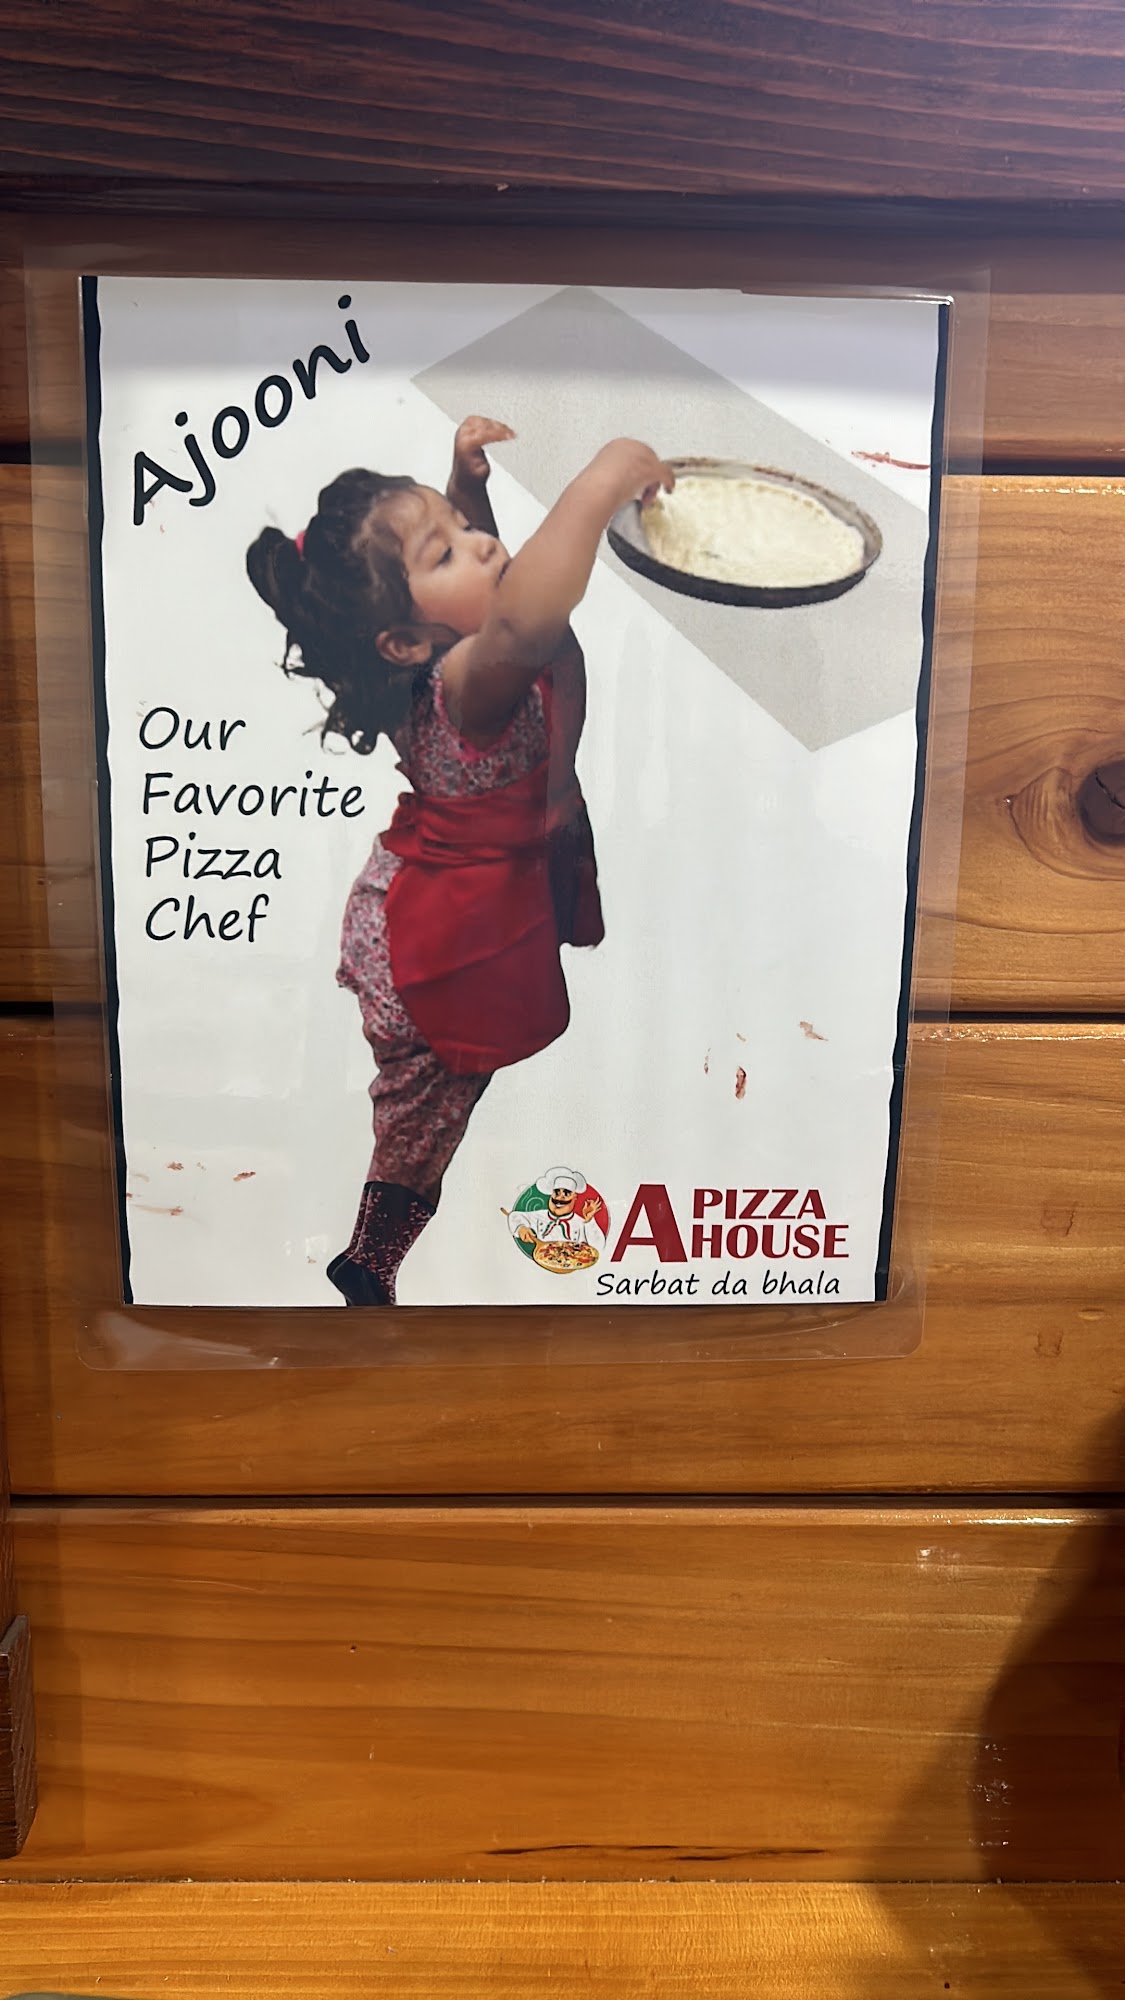 Ajooni
Our
Favorite
Pizza
Chef
A PIZZA
HOUSE
Sarbat da bhala